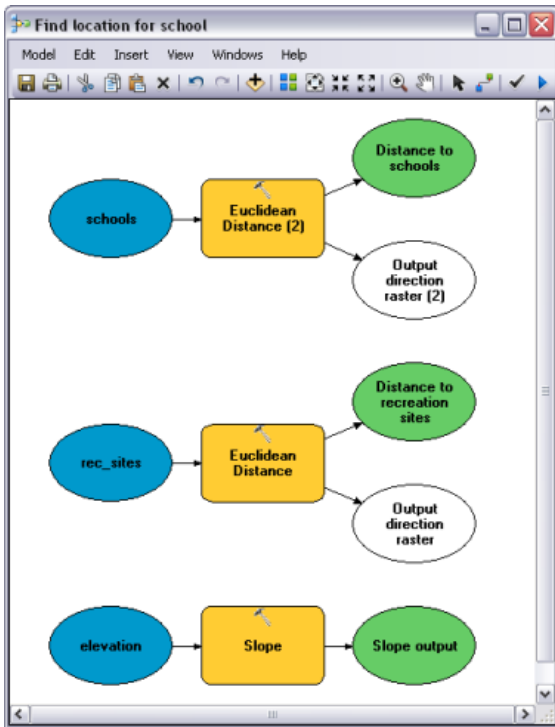 Find location for school
Model Edit Insert View Windows Help
Distance to
schools
schools
Euclidean
Distance (2)
Output
direction
raster (2)
Distance to
recreation
sites
rec_sites
Euclidean
Distance
Output
direction
raster
elevation
Slope
Slope output